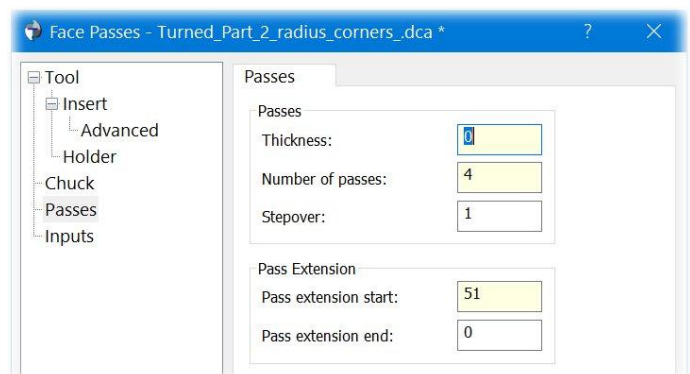 Face Passes - Turned_Part_2_radius_corners_.dca * ? ×
Tool
Insert
Advanced
Holder
Chuck
Passes
Inputs
Passes
Passes
Thickness: 0
Number of passes: 4
Stepover: 1
Pass Extension
Pass extension start: 51
Pass extension end: 0